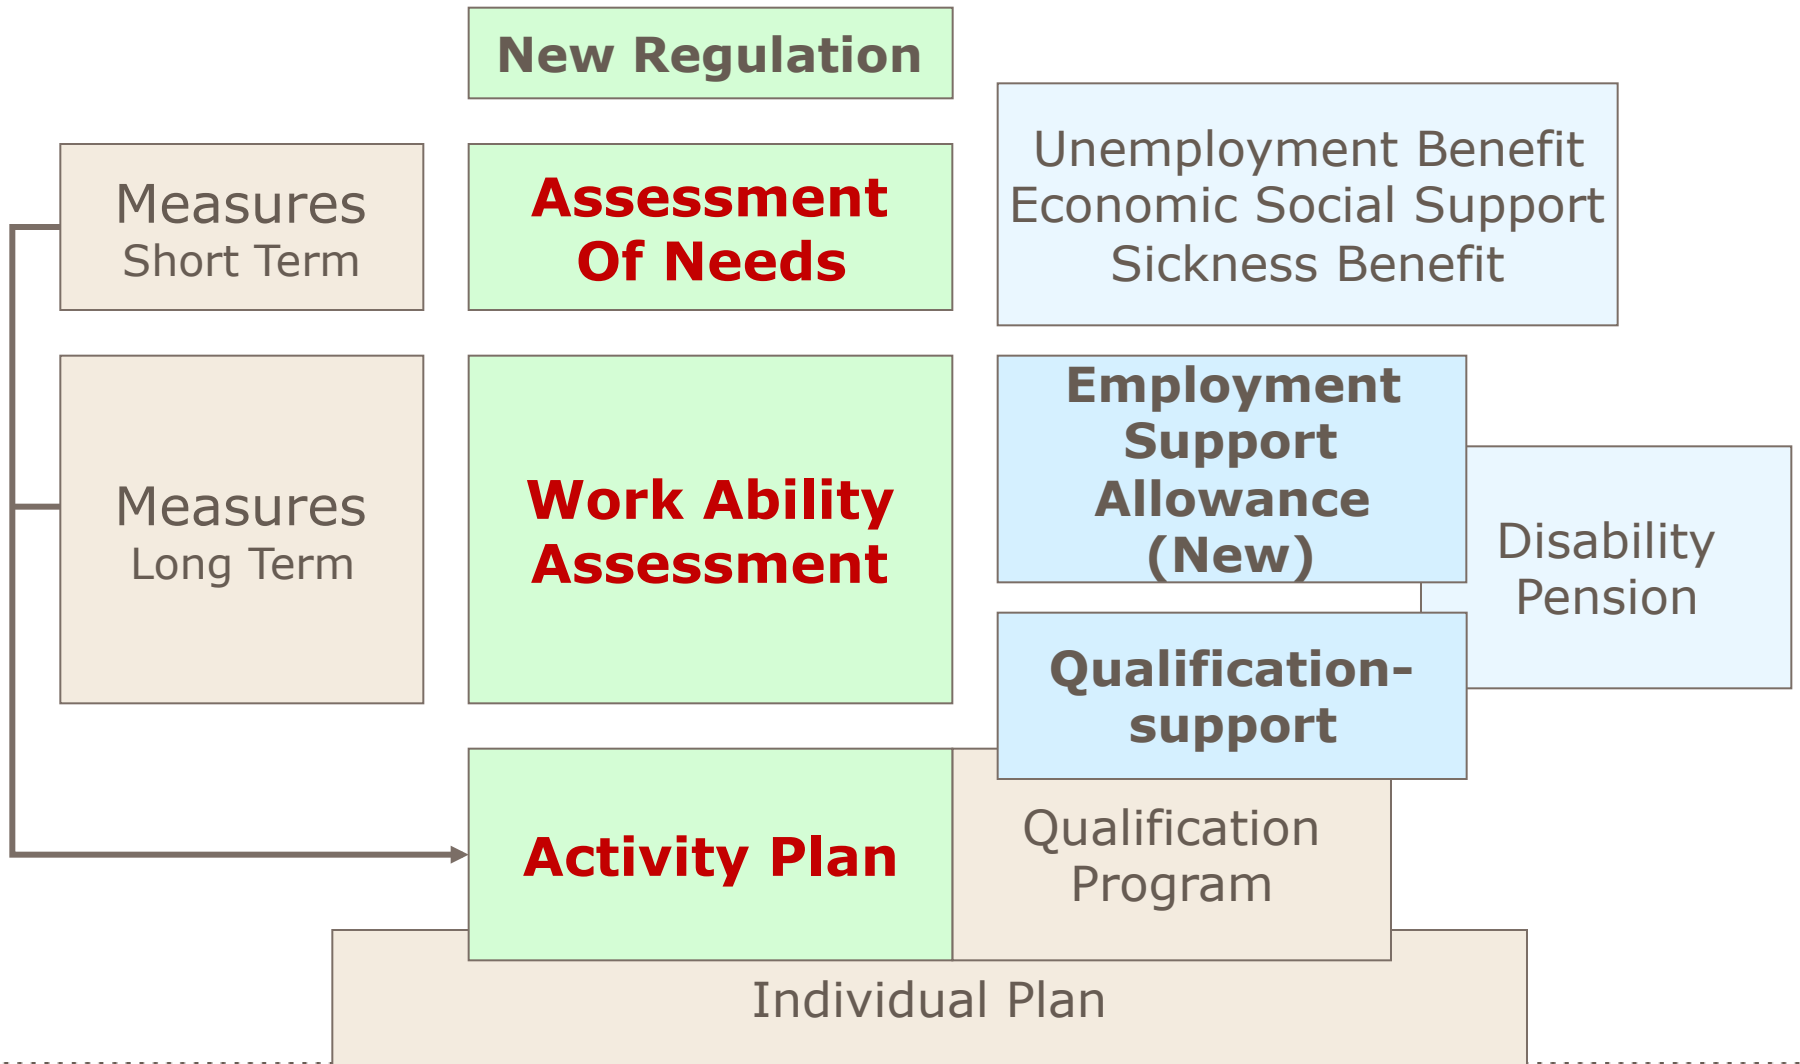 New Regulation
Measures
Short Term
Assessment
Of Needs
Unemployment Benefit
Economic Social Support
Sickness Benefit
Measures
Long Term
Work Ability
Assessment
Employment
Support
Allowance
(New)
Disability
Pension
Qualification-
support
Activity Plan
Qualification
Program
Individual Plan